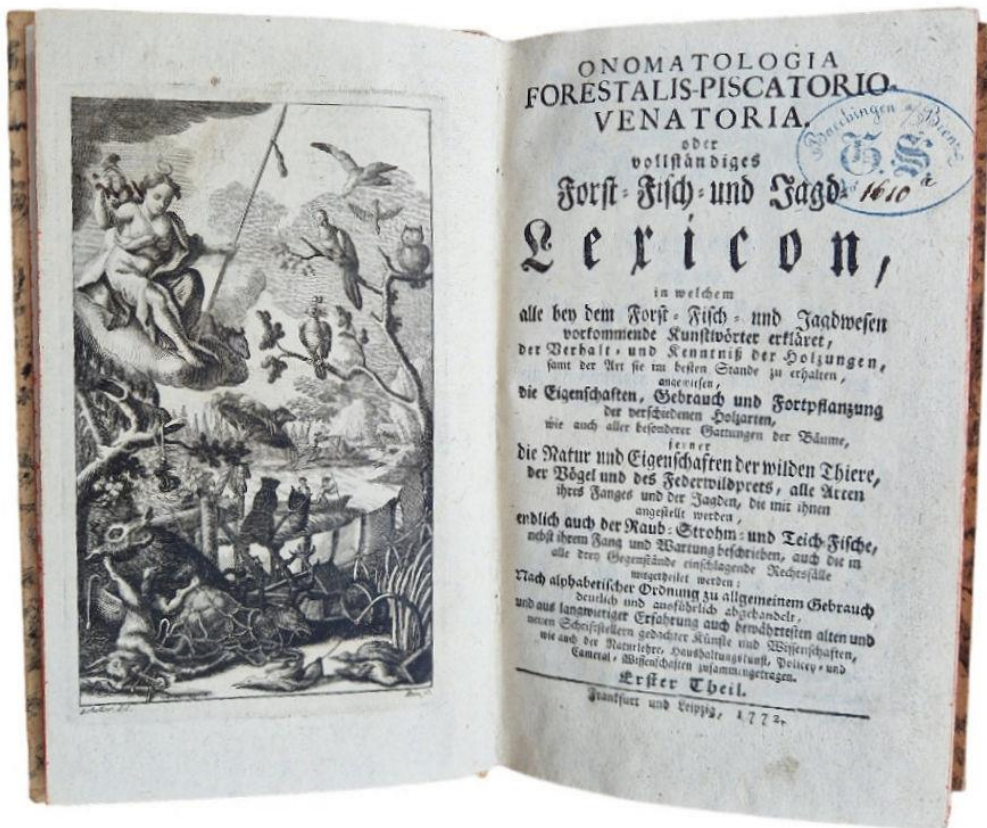 ONOMATOLOGIA
FORESTALIS-PISCATORIO-
VENATORIA.
oder
vollständiges
Forst- Fisch- und Jagd-
1610
Lexicon,
in welchem
alle bey dem Forst- Fisch- und Jagdwesen
vorkommende Kunstwörter erkläret,
der Verhalt- und Kenntniß der Holzungen,
samt der Art sie im besten Stande zu erhalten,
angewiesen,
die Eigenschaften, Gebrauch und Fortpflanzung
der verschiedenen Holzarten,
wie auch aller besonderer Gattungen der Bäume,
ferner
die Natur und Eigenschaften der wilden Thiere,
der Vögel und des Federwildprets, alle Arten
ihres Fanges und der Jagden, die mit ihnen
angestellt werden,
endlich auch der Raub- Strohm- und Teich-Fische,
nebst ihrem Fang und Wartung beschrieben, auch die in
alle drey Gegenstände einschlagende Rechtsfälle
mitgetheilet werden:
Nach alphabetischer Ordnung zu allgemeinem Gebrauch
deutlich und ausführlich abgehandelt,
und aus langwieriger Erfahrung auch bewährtesten alten und
neuen Schriftstellern gedachter Künste und Wissenschaften,
wie auch der Naturlehre, Haushaltungskunst, Policey- und
Cameral-Wissenschaften zusammengetragen.
Erster Theil.
Frankfurt und Leipzig, 1772.